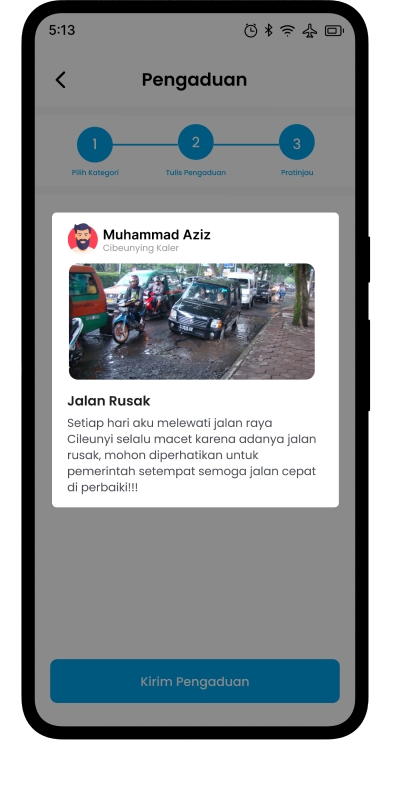 5:13
Pengaduan
1
2
3
Pilih Kategori
Tulis Pengaduan
Pratinjau
Muhammad Aziz
Cibeunying Kaler
Jalan Rusak
Setiap hari aku melewati jalan raya
Cileunyi selalu macet karena adanya jalan
rusak, mohon diperhatikan untuk
pemerintah setempat semoga jalan cepat
di perbaiki!!!
Kirim Pengaduan